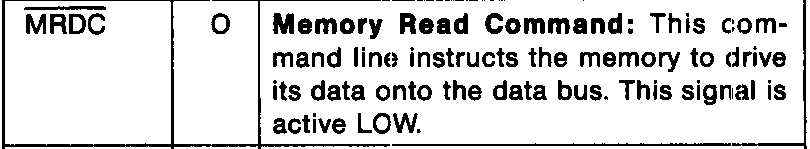 M̅R̅D̅C̅ O Memory Read Command: This com-
mand line instructs the memory to drive
its data onto the data bus. This signal is
active LOW.